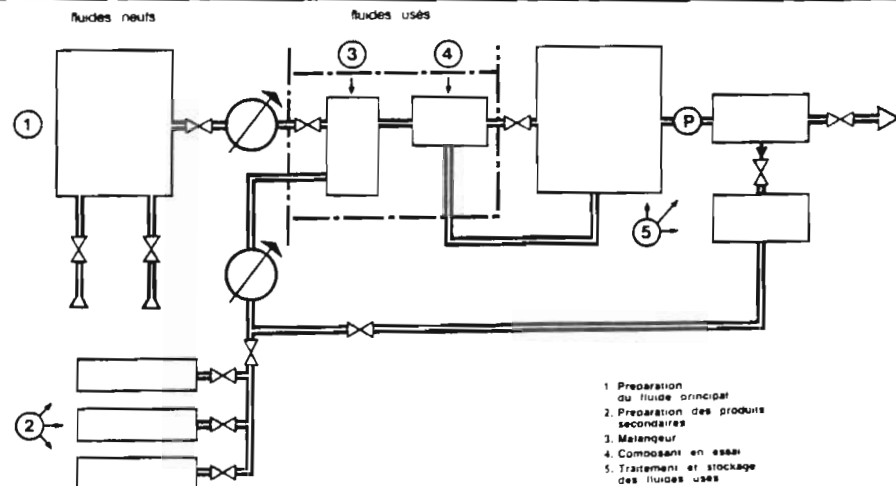 fluides neufs
fluides usés
3
4
1
P
5
2
1 Preparation
du fluide principal
2. Preparation des produits
secondaires
3. Malangeur
4. Composant en essai
5. Traitement et stockage
des fluides usés